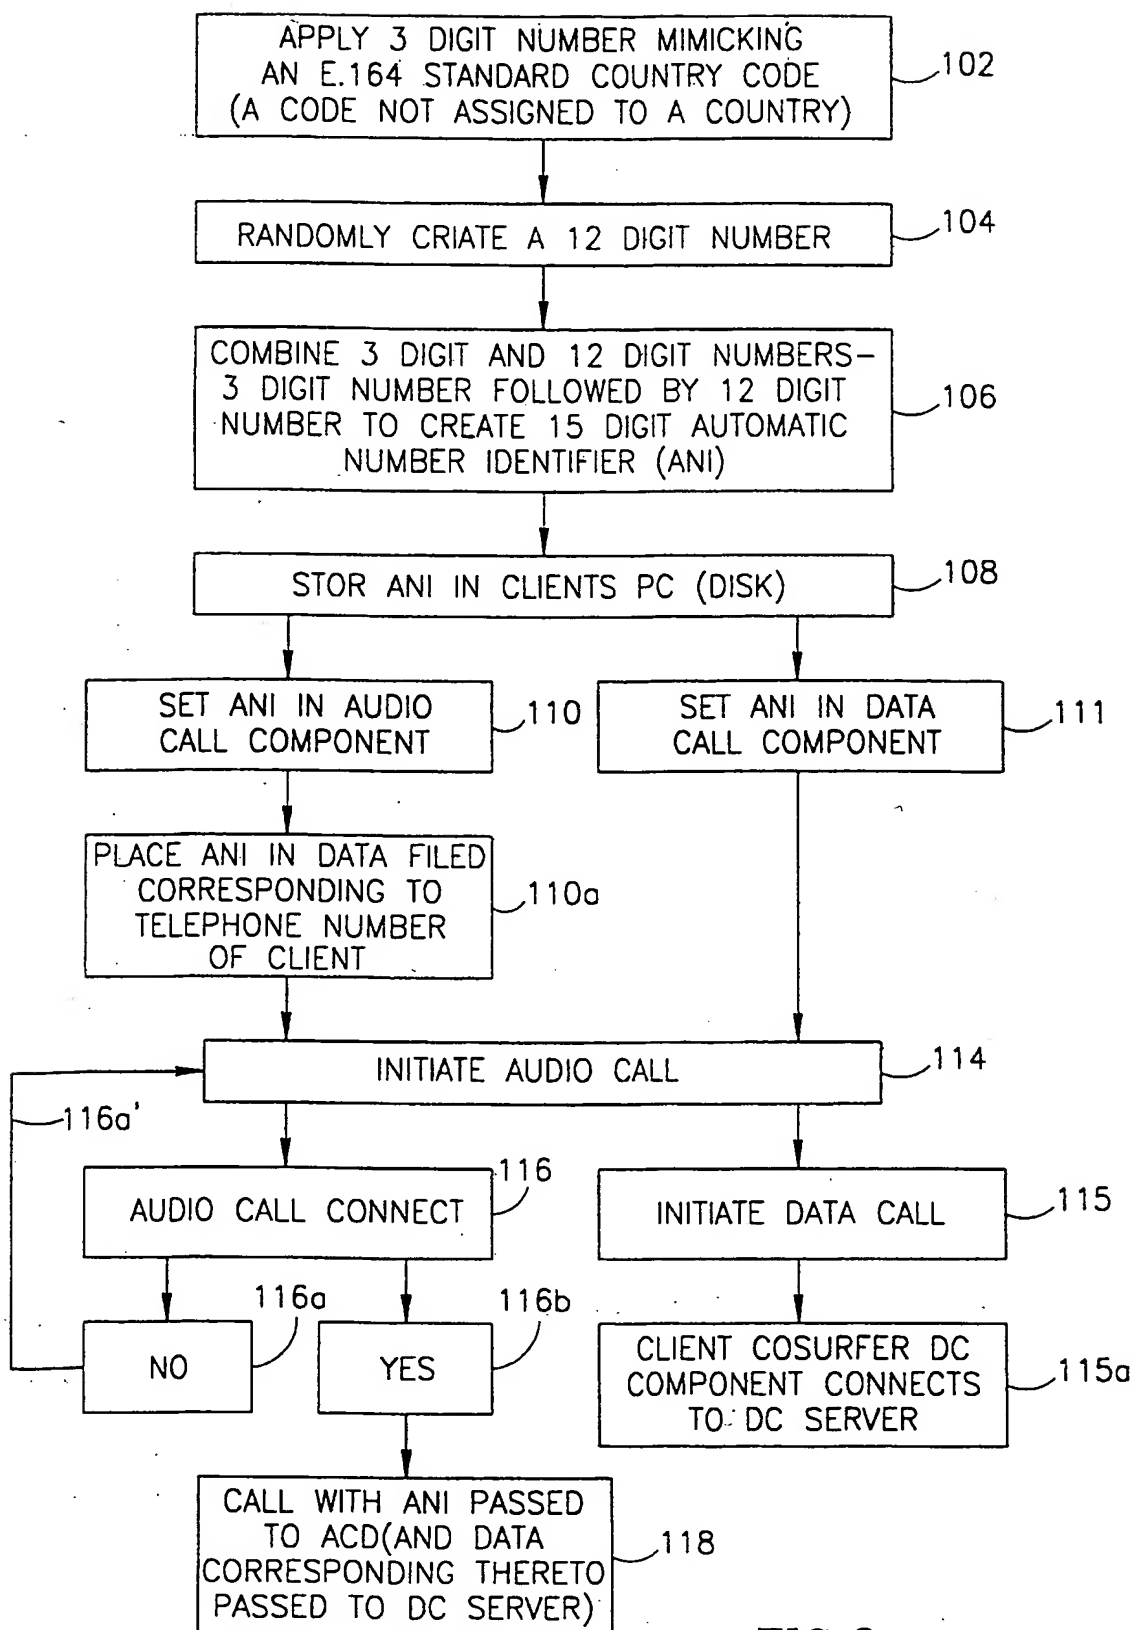 APPLY 3 DIGIT NUMBER MIMICKING
AN E.164 STANDARD COUNTRY CODE
(A CODE NOT ASSIGNED TO A COUNTRY)
102
RANDOMLY CRIATE A 12 DIGIT NUMBER
104
COMBINE 3 DIGIT AND 12 DIGIT NUMBERS-
3 DIGIT NUMBER FOLLOWED BY 12 DIGIT
NUMBER TO CREATE 15 DIGIT AUTOMATIC
NUMBER IDENTIFIER (ANI)
106
STOR ANI IN CLIENTS PC (DISK)
108
SET ANI IN AUDIO
CALL COMPONENT
110
SET ANI IN DATA
CALL COMPONENT
111
PLACE ANI IN DATA FILED
CORRESPONDING TO
TELEPHONE NUMBER
OF CLIENT
110a
INITIATE AUDIO CALL
114
116a'
AUDIO CALL CONNECT
116
INITIATE DATA CALL
115
NO
116a
YES
116b
CLIENT COSURFER DC
COMPONENT CONNECTS
TO DC SERVER
115a
CALL WITH ANI PASSED
TO ACD(AND DATA
CORRESPONDING THERETO
PASSED TO DC SERVER)
118